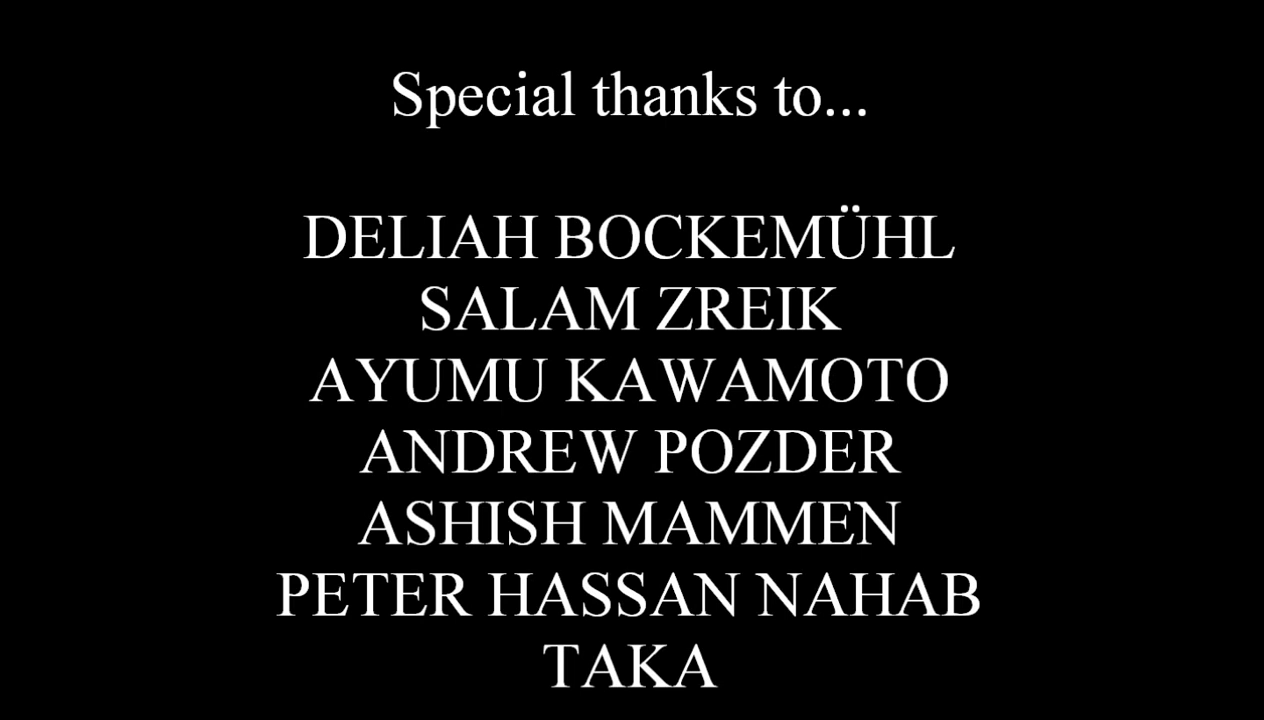 Special thanks to...
DELIAH BOCKEMÜHL
SALAM ZREIK
AYUMU KAWAMOTO
ANDREW POZDER
ASHISH MAMMEN
PETER HASSAN NAHAB
TAKA